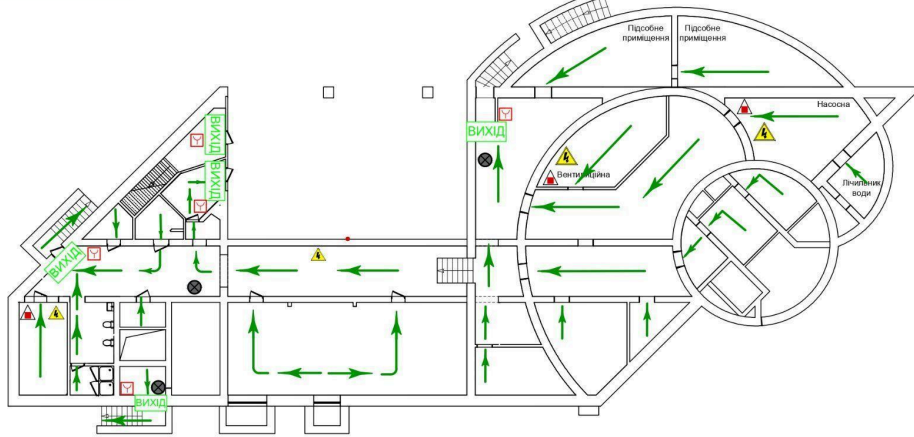 Підсобне
приміщення
Підсобне
приміщення
Насосна
ВИХІД
ВИХІД
ВИХІД
Вентиляційна
Лічильник
води
ВИХІД
ВИХІД